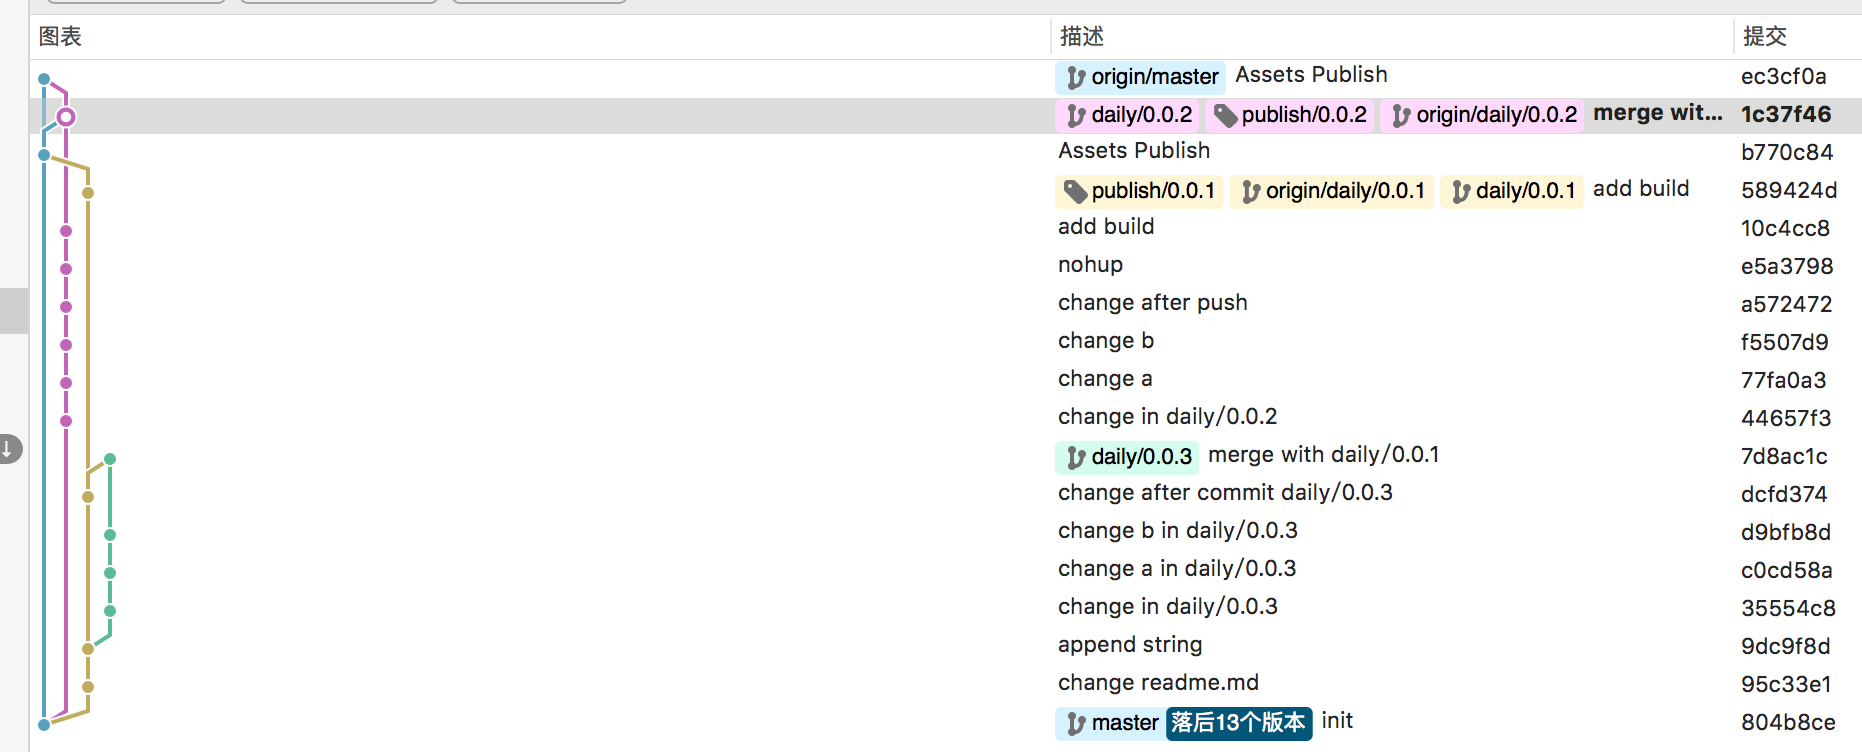 图表 描述 提交
origin/master Assets Publish ec3cf0a
daily/0.0.2 publish/0.0.2 origin/daily/0.0.2 merge wit... 1c37f46
Assets Publish b770c84
publish/0.0.1 origin/daily/0.0.1 daily/0.0.1 add build 589424d
add build 10c4cc8
nohup e5a3798
change after push a572472
change b f5507d9
change a 77fa0a3
change in daily/0.0.2 44657f3
daily/0.0.3 merge with daily/0.0.1 7d8ac1c
change after commit daily/0.0.3 dcfd374
change b in daily/0.0.3 d9bfb8d
change a in daily/0.0.3 c0cd58a
change in daily/0.0.3 35554c8
append string 9dc9f8d
change readme.md 95c33e1
master 落后13个版本 init 804b8ce